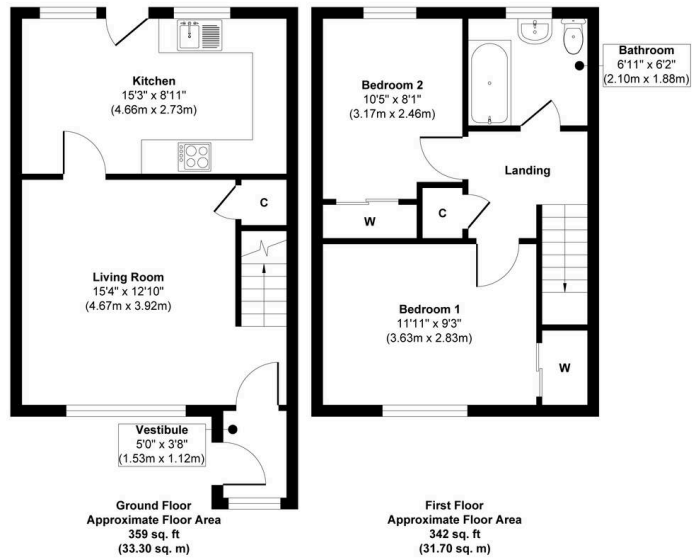 Kitchen
15'3" x 8'11"
(4.66m x 2.73m)
C
Living Room
15'4" x 12'10"
(4.67m x 3.92m)
Vestibule
5'0" x 3'8"
(1.53m x 1.12m)
Ground Floor
Approximate Floor Area
359 sq. ft
(33.30 sq. m)
Bathroom
6'11" x 6'2"
(2.10m x 1.88m)
Bedroom 2
10'5" x 8'1"
(3.17m x 2.46m)
Landing
W
C
Bedroom 1
11'11" x 9'3"
(3.63m x 2.83m)
W
First Floor
Approximate Floor Area
342 sq. ft
(31.70 sq. m)